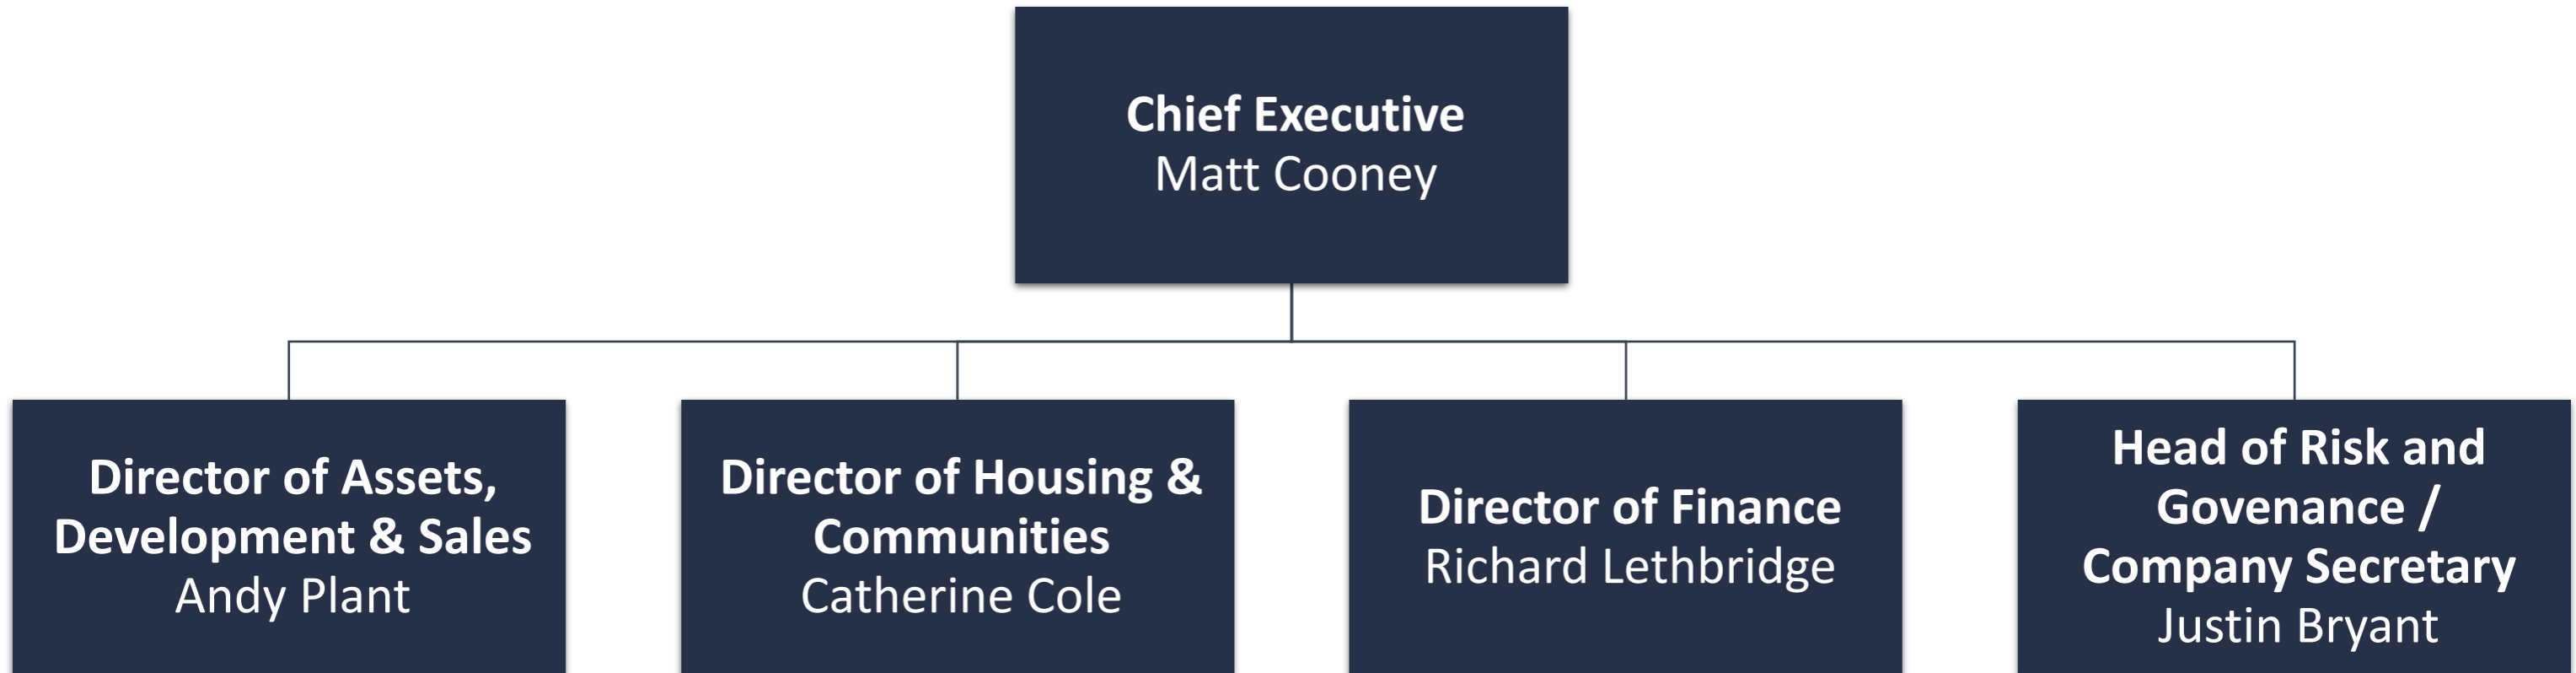 Chief Executive
Matt Cooney
Director of Assets,
Development & Sales
Andy Plant
Director of Housing &
Communities
Catherine Cole
Director of Finance
Richard Lethbridge
Head of Risk and
Govenance /
Company Secretary
Justin Bryant